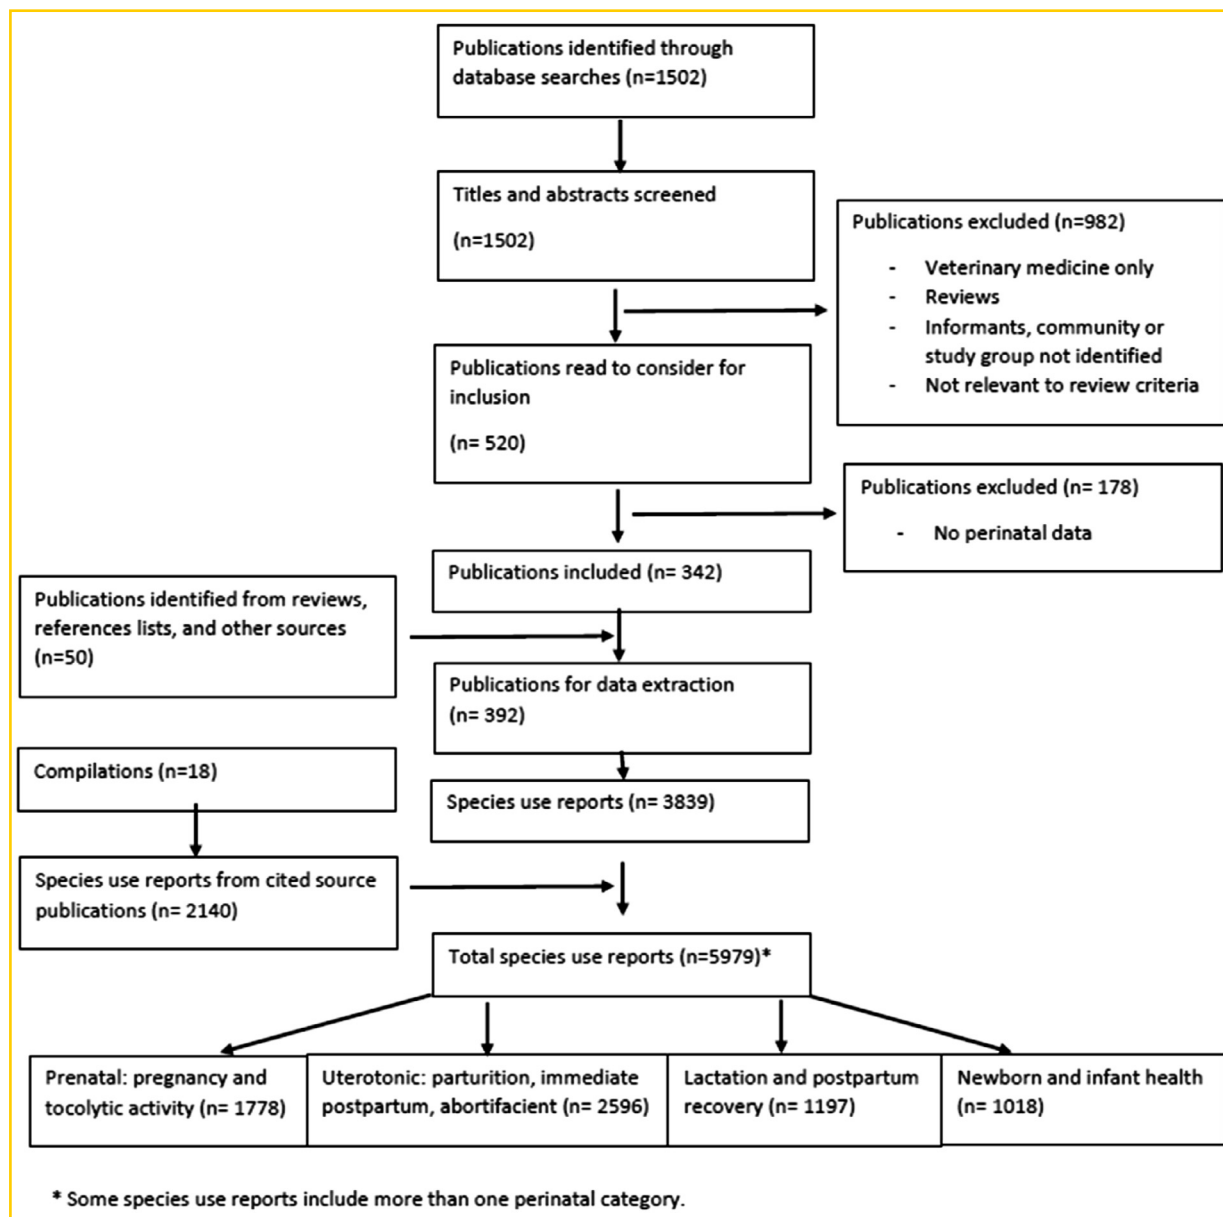 Publications identified through
database searches (n=1502)
Titles and abstracts screened
(n=1502)
Publications excluded (n=982)
- Veterinary medicine only
- Reviews
- Informants, community or
study group not identified
- Not relevant to review criteria
Publications read to consider for
inclusion
(n= 520)
Publications excluded (n= 178)
- No perinatal data
Publications included (n= 342)
Publications identified from reviews,
references lists, and other sources
(n=50)
Publications for data extraction
(n= 392)
Compilations (n=18)
Species use reports (n= 3839)
Species use reports from cited source
publications (n= 2140)
Total species use reports (n=5979)*
Prenatal: pregnancy and
tocolytic activity (n= 1778)
Uterotonic: parturition, immediate
postpartum, abortifacient (n= 2596)
Lactation and postpartum
recovery (n= 1197)
Newborn and infant health
(n= 1018)
* Some species use reports include more than one perinatal category.